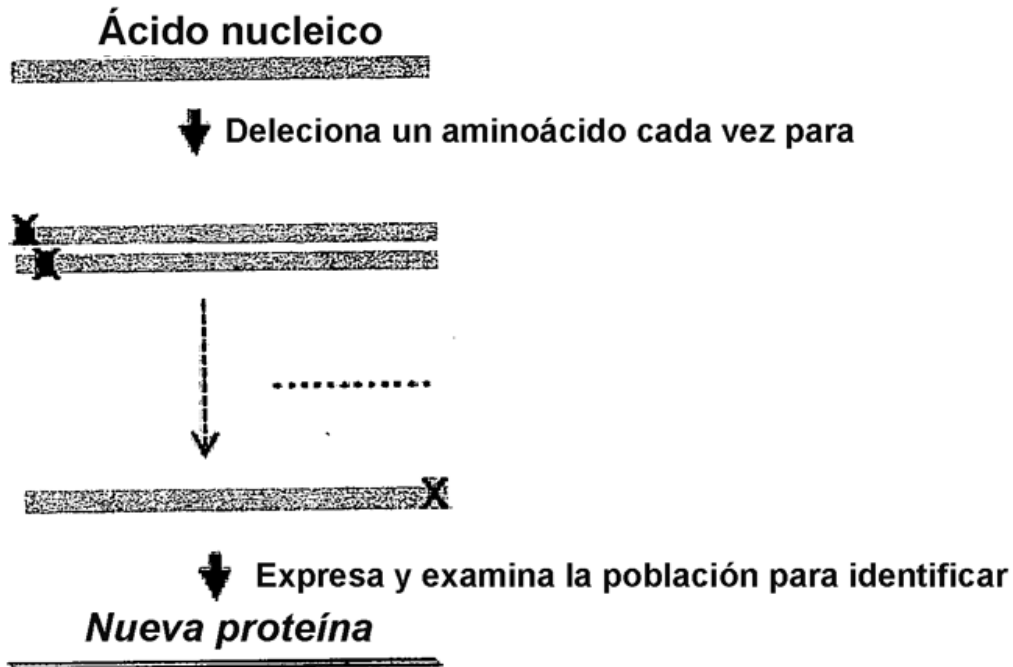 Ácido nucleico
Deleciona un aminoácido cada vez para
Expresa y examina la población para identificar
Nueva proteína